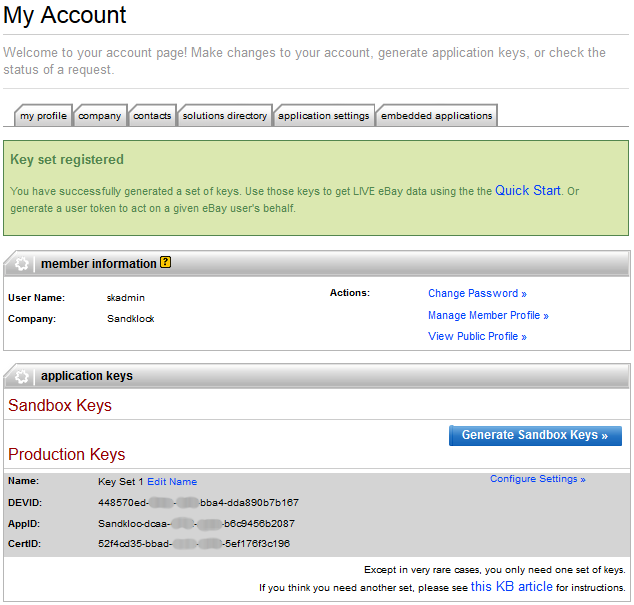 My Account
Welcome to your account page! Make changes to your account, generate application keys, or check the
status of a request.
my profile company contacts solutions directory application settings embedded applications
Key set registered
You have successfully generated a set of keys. Use those keys to get LIVE eBay data using the the Quick Start. Or
generate a user token to act on a given eBay user's behalf.
member information ?
User Name: skadmin Actions: Change Password »
Company: Sandklock Manage Member Profile »
View Public Profile »
application keys
Sandbox Keys
Generate Sandbox Keys »
Production Keys
Name: Key Set 1 Edit Name Configure Settings »
DEVID: 448570ed- - -bba4-dda890b7b167
AppID: Sandkloo-dcaa- - -b6c9456b2087
CertID: 52f4cd35-bbad- - -5ef176f3c196
Except in very rare cases, you only need one set of keys.
If you think you need another set, please see this KB article for instructions.